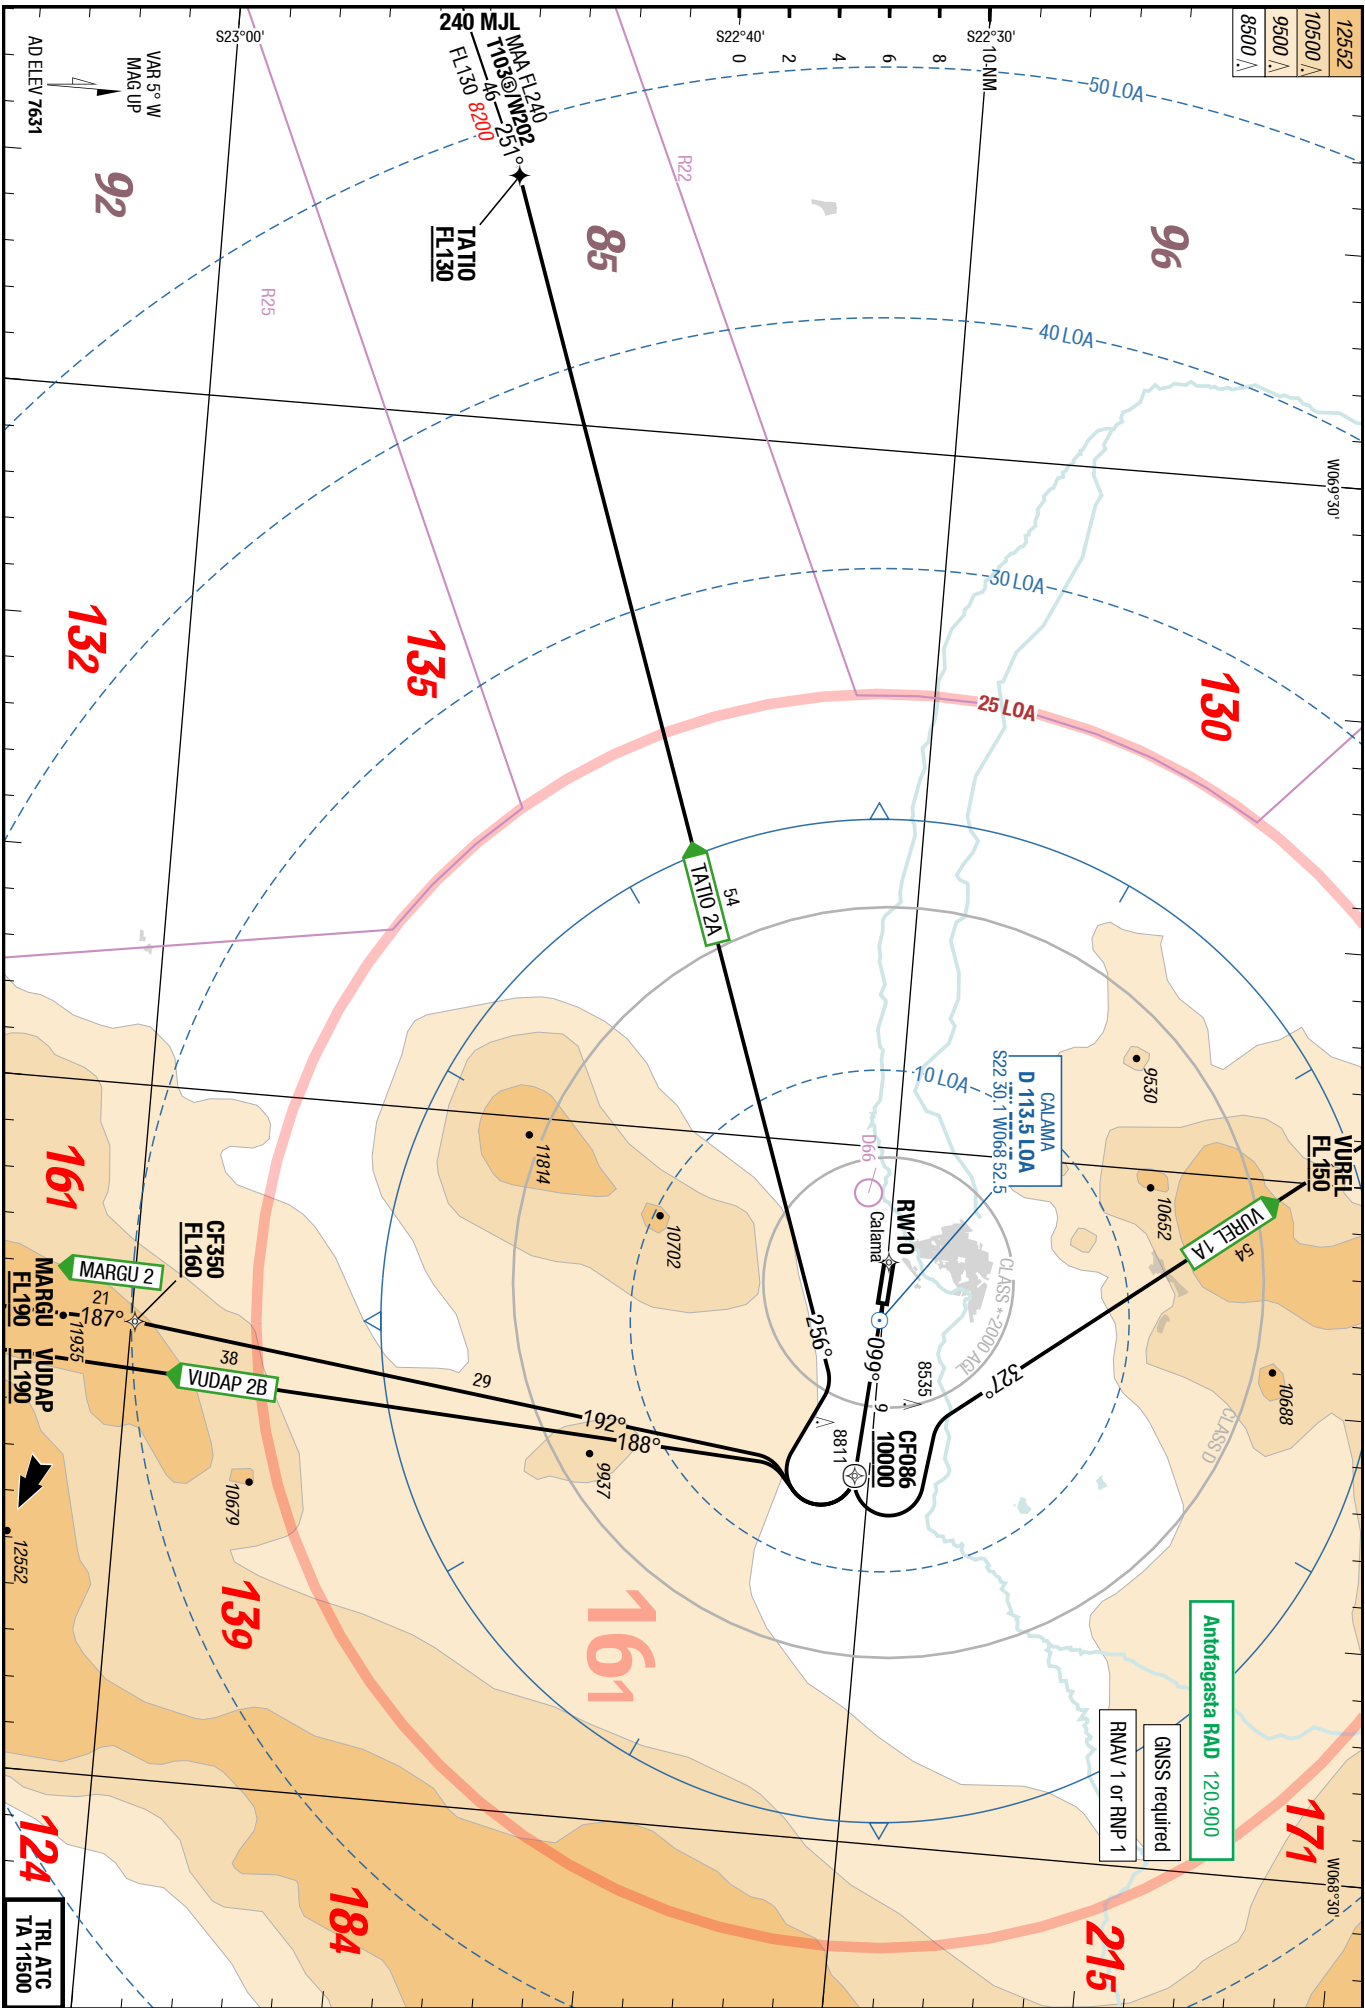 12552
10500
9500
8500
VAR 5° W
MAG UP
AD ELEV 7631
S23°00'
S22°40'
S22°30'
0
2
4
6
8
10 NM
240 MJL
MAA FL240
T103⑤/W202
46
251°
FL130 8200
TATIO
FL130
92
85
96
R22
R25
50 LOA
40 LOA
30 LOA
25 LOA
10 LOA
W069°30'
132
135
130
TATIO 2A
54
CALAMA
D 113.5 LOA
S22 30.1 W068 52.5
9530
10652
10688
11814
10702
D66
RW10
Calama
CLASS *-2000 AGL
CLASS D
VUREL
FL150
VUREL 1A
54
327°
256°
099°
9
8535
8811
CF086
10000
161
CF350
FL160
MARGU 2
MARGU
FL190
21
187°
11935
38
VUDAP
FL190
VUDAP 2B
29
192°
188°
9937
10679
12552
139
161
Antofagasta RAD 120.900
GNSS required
RNAV 1 or RNP 1
171
W068°30'
215
184
124
TRL ATC
TA 11500